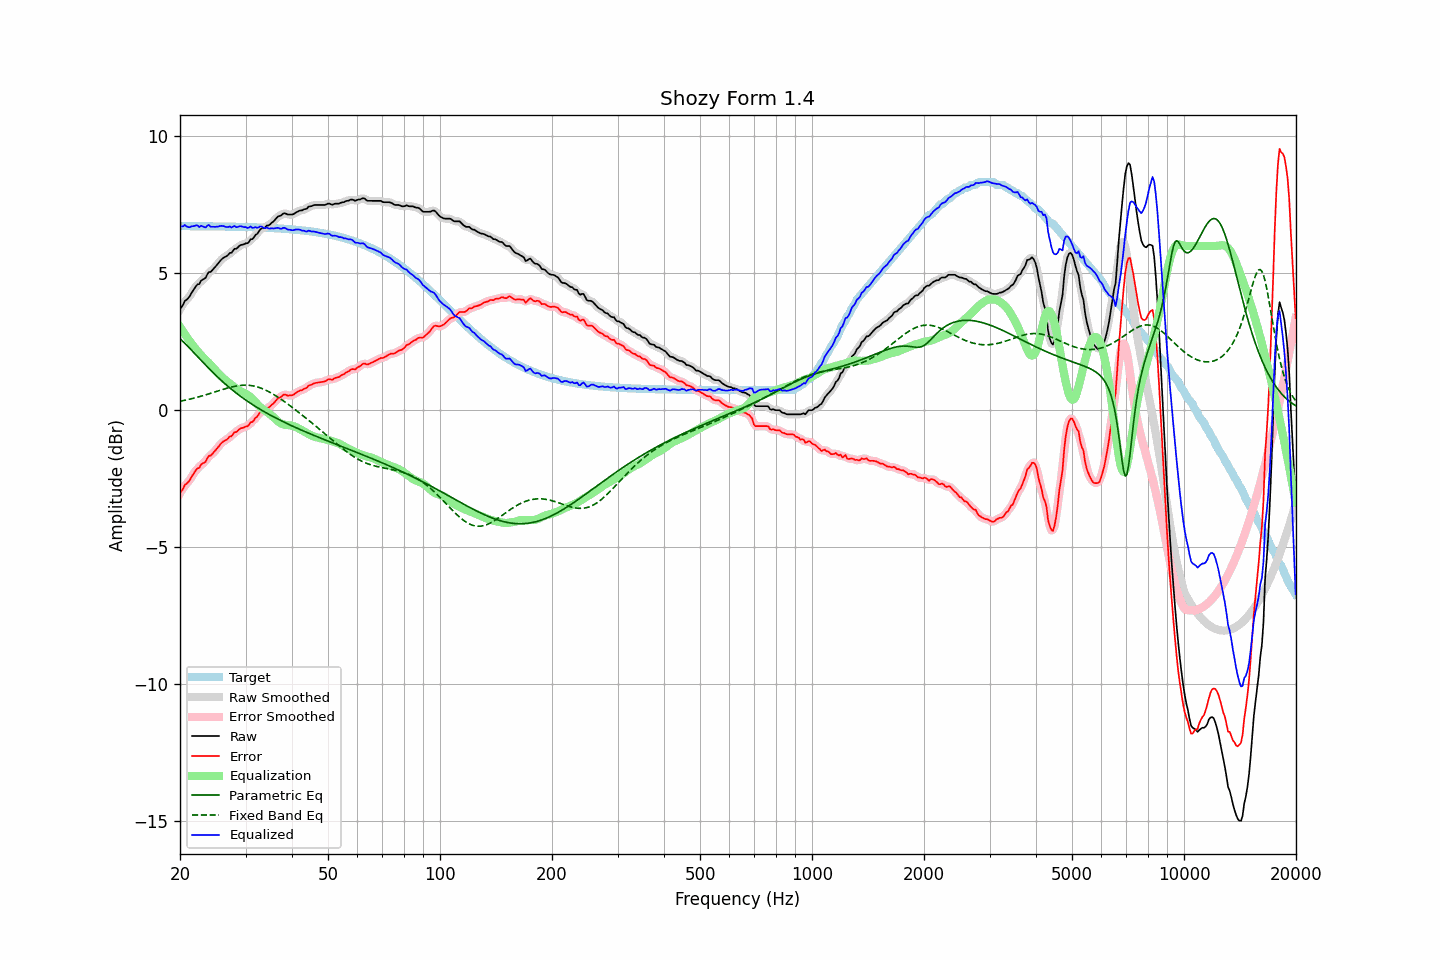 Shozy Form 1.4
Amplitude (dBr)
10
5
0
−5
−10
−15
Target
Raw Smoothed
Error Smoothed
Raw
Error
Equalization
Parametric Eq
Fixed Band Eq
Equalized
20 50 100 200 500 1000 2000 5000 10000 20000
Frequency (Hz)